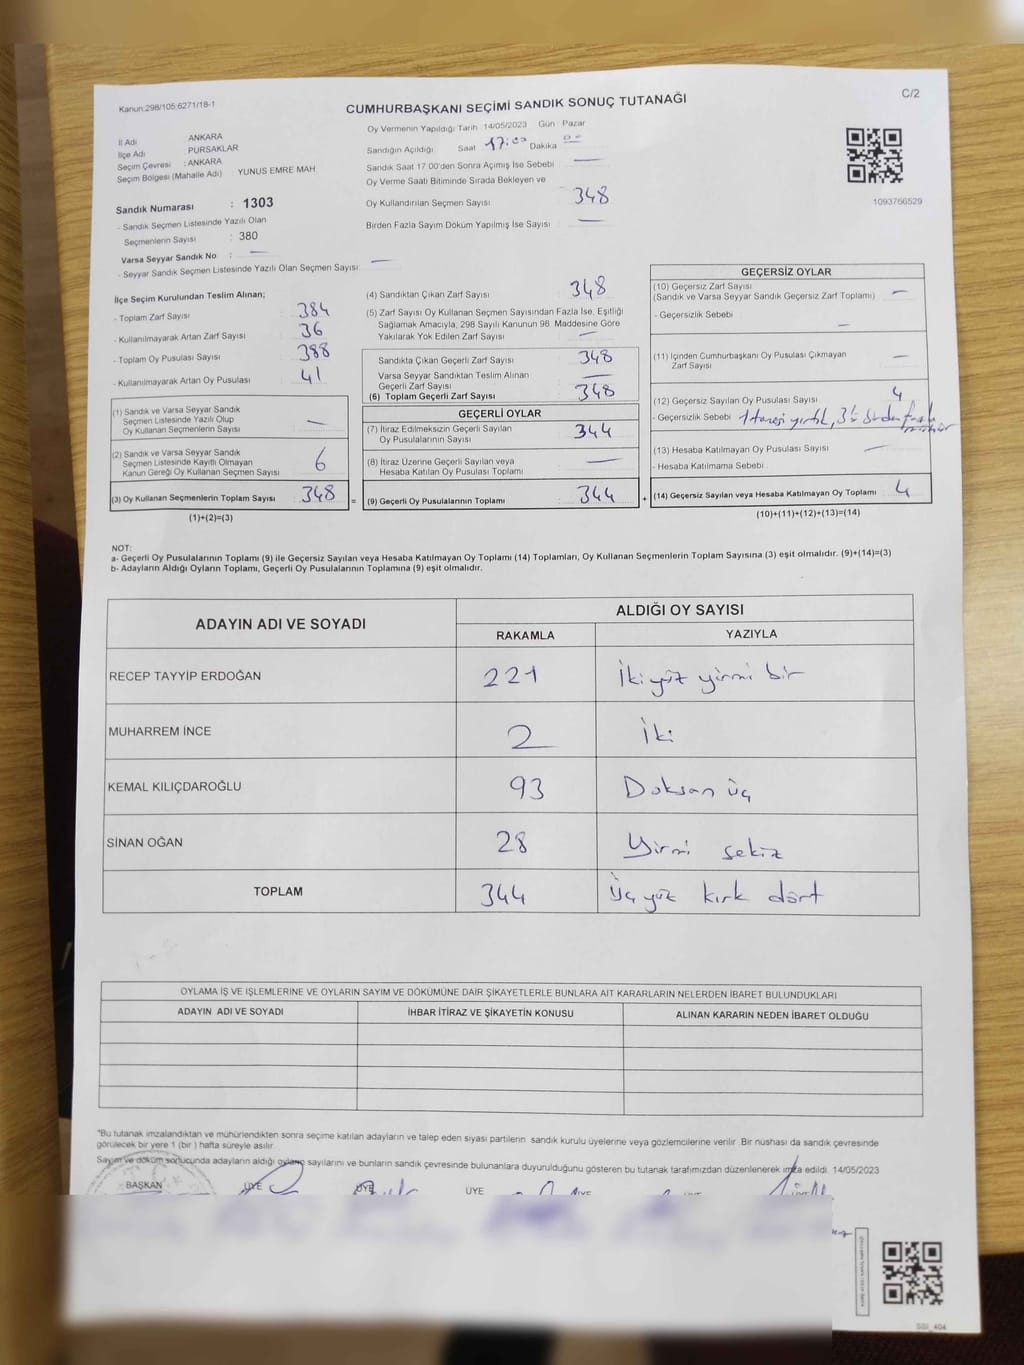 Kanun:298/105;6271/18-1
CUMHURBAŞKANI SEÇİMİ SANDIK SONUÇ TUTANAĞI
C/2
İl Adı ANKARA
İlçe Adı PURSAKLAR
Seçim Çevresi : ANKARA
Seçim Bölgesi (Mahalle Adı) : YUNUS EMRE MAH.
Sandık Numarası : 1303
- Sandık Seçmen Listesinde Yazılı Olan
Seçmenlerin Sayısı : 380
Varsa Seyyar Sandık No : —
- Seyyar Sandık Seçmen Listesinde Yazılı Olan Seçmen Sayısı: —
Oy Vermenin Yapıldığı Tarih 14/05/2023 Gün : Pazar
Sandığın Açıldığı Saat 17:00 Dakika 00
Sandık Saat 17.00'den Sonra Açımış İse Sebebi —
Oy Verme Saati Bitiminde Sırada Bekleyen ve
Oy Kullandırılan Seçmen Sayısı 348
Birden Fazla Sayım Döküm Yapılmış İse Sayısı : —
1093766529
İlçe Seçim Kurulundan Teslim Alınan;
- Toplam Zarf Sayısı : 384
- Kullanılmayarak Artan Zarf Sayısı : 36
- Toplam Oy Pusulası Sayısı : 388
- Kullanılmayarak Artan Oy Pusulası : 41
(1) Sandık ve Varsa Seyyar Sandık
Seçmen Listesinde Yazılı Olup
Oy Kullanan Seçmenlerin Sayısı —
(2) Sandık ve Varsa Seyyar Sandık
Seçmen Listesinde Kayıtlı Olmayan
Kanun Gereği Oy Kullanan Seçmen Sayısı 6
(3) Oy Kullanan Seçmenlerin Toplam Sayısı : 348
(1)+(2)=(3)
(4) Sandıktan Çıkan Zarf Sayısı : 348
(5) Zarf Sayısı Oy Kullanan Seçmen Sayısından Fazla İse, Eşitliği
Sağlamak Amacıyla, 298 Sayılı Kanunun 98. Maddesine Göre
Yakılarak Yok Edilen Zarf Sayısı : —
Sandıkta Çıkan Geçerli Zarf Sayısı : 348
Varsa Seyyar Sandıktan Teslim Alınan
Geçerli Zarf Sayısı —
(6) Toplam Geçerli Zarf Sayısı : 348
GEÇERLİ OYLAR
(7) İtiraz Edilmeksizin Geçerli Sayılan
Oy Pusulalarının Sayısı : 344
(8) İtiraz Üzerine Geçerli Sayılan veya
Hesaba Katılan Oy Pusulası Toplamı : —
= (9) Geçerli Oy Pusulalarının Toplamı : 344
GEÇERSİZ OYLAR
(10) Geçersiz Zarf Sayısı
(Sandık ve Varsa Seyyar Sandık Geçersiz Zarf Toplamı) : —
- Geçersizlik Sebebi : —
(11) İçinden Cumhurbaşkanı Oy Pusulası Çıkmayan
Zarf Sayısı : —
(12) Geçersiz Sayılan Oy Pusulası Sayısı : 4
- Geçersizlik Sebebi : 1 tanesi yırtık, 3'ü birden fazla
mühür
(13) Hesaba Katılmayan Oy Pusulası Sayısı : —
- Hesaba Katılmama Sebebi :
+ (14) Geçersiz Sayılan veya Hesaba Katılmayan Oy Toplamı : 4
(10)+(11)+(12)+(13)=(14)
NOT:
a- Geçerli Oy Pusulalarının Toplamı (9) ile Geçersiz Sayılan veya Hesaba Katılmayan Oy Toplamı (14) Toplamları, Oy Kullanan Seçmenlerin Toplam Sayısına (3) eşit olmalıdır. (9)+(14)=(3)
b- Adayların Aldığı Oyların Toplamı, Geçerli Oy Pusulalarının Toplamına (9) eşit olmalıdır.
ADAYIN ADI VE SOYADI ALDIĞI OY SAYISI
RAKAMLA YAZIYLA
RECEP TAYYİP ERDOĞAN 221 İkiyüz yirmi bir
MUHARREM İNCE 2 İki
KEMAL KILIÇDAROĞLU 93 Doksan üç
SİNAN OĞAN 28 Yirmi sekiz
TOPLAM 344 Üçyüz kırk dört
OYLAMA İŞ VE İŞLEMLERİNE VE OYLARIN SAYIM VE DÖKÜMÜNE DAİR ŞİKAYETLERLE BUNLARA AİT KARARLARIN NELERDEN İBARET BULUNDUKLARI
ADAYIN ADI VE SOYADI İHBAR İTİRAZ VE ŞİKAYETİN KONUSU ALINAN KARARIN NEDEN İBARET OLDUĞU
*Bu tutanak imzalandıktan ve mühürlendikten sonra seçime katılan adayların ve talep eden siyasi partilerin sandık kurulu üyelerine veya gözlemcilerine verilir. Bir nüshası da sandık çevresinde
görülecek bir yere 1 (bir ) hafta süreyle asılır.
Sayım ve döküm sonucunda adayların aldığı oyların sayılarını ve bunların sandık çevresinde bulunanlara duyurulduğunu gösteren bu tutanak tarafımızdan düzenlenerek imza edildi. 14/05/2023
BAŞKAN ÜYE ÜYE ÜYE ÜYE